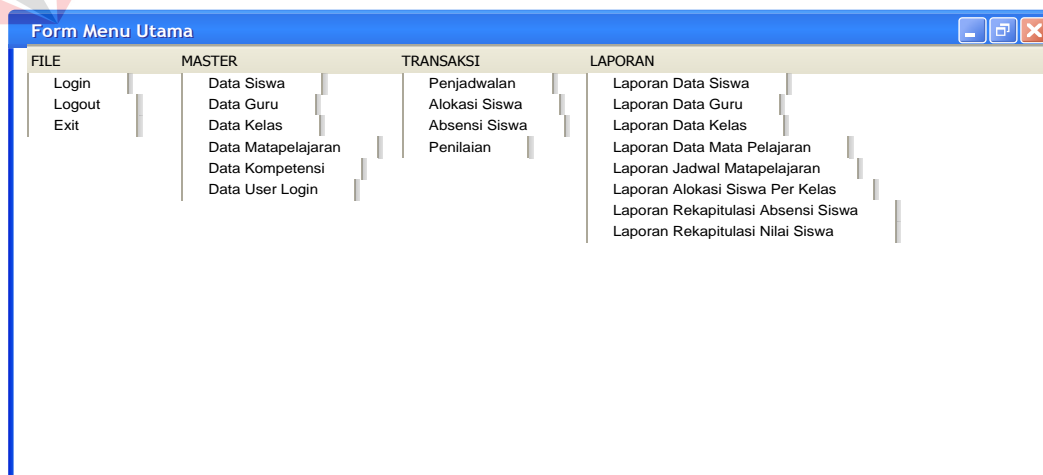 Form Menu Utama
FILE MASTER TRANSAKSI LAPORAN
Login Data Siswa Penjadwalan Laporan Data Siswa
Logout Data Guru Alokasi Siswa Laporan Data Guru
Exit Data Kelas Absensi Siswa Laporan Data Kelas
Data Matapelajaran Penilaian Laporan Data Mata Pelajaran
Data Kompetensi Laporan Jadwal Matapelajaran
Data User Login Laporan Alokasi Siswa Per Kelas
Laporan Rekapitulasi Absensi Siswa
Laporan Rekapitulasi Nilai Siswa